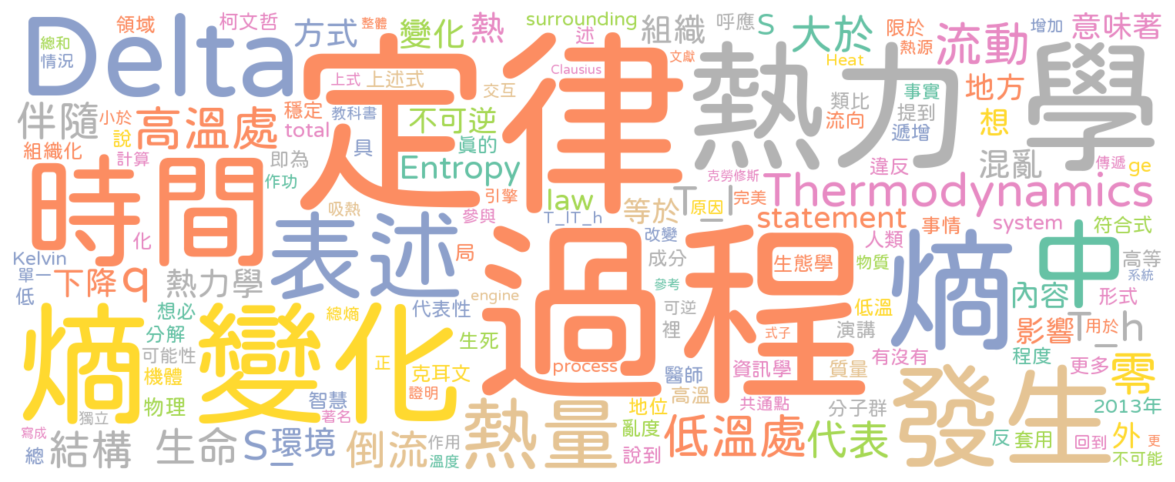 總和 領域 柯文哲 整體 surrounding 組織 呼應 S 大於 限於 增加 意味著
情況 Delta 方式 變化 熱 述 流動 熱源
定律 上式 上述式 交互 Clausius 文獻 熱力學 Heat 地方
伴隨 小於 高溫處 穩定 教科書 不可逆 類比 提到 事實
說 total 眞的 流向 遞增 想
組織化 計算 即為 具 Entropy 違反 混亂 傳遞 ge
時間 作功 引擎 克勞修斯 完美
吸熱 law T_l 原因 Thermodynamics
化 表述 參與 T_lT_h 等於 statement 事情 system 符合式
Kelvin 局 改變 人類 高等
單一 下降 q 熱力學 成分 生態學 物質 熵 中
低 engine 參考 內容 形式
想必 總熵 代表性 過程 可逆 裡 低溫 演講 影響 用於 T_h
熵變化 分解 生死 式子 程度
可能性 正 克耳文 process 醫師 資訊學 質量 有沒有 更多 零
機體 智慧 證明 高溫
物理 著名 熱量 地位 共通點 分子群 發生 2013年
寫成 獨立 亂度 低溫處 代表 反 套用 外
總 結構 生命 S_環境 倒流 作用 說到 回到 更
溫度 不可能 系統